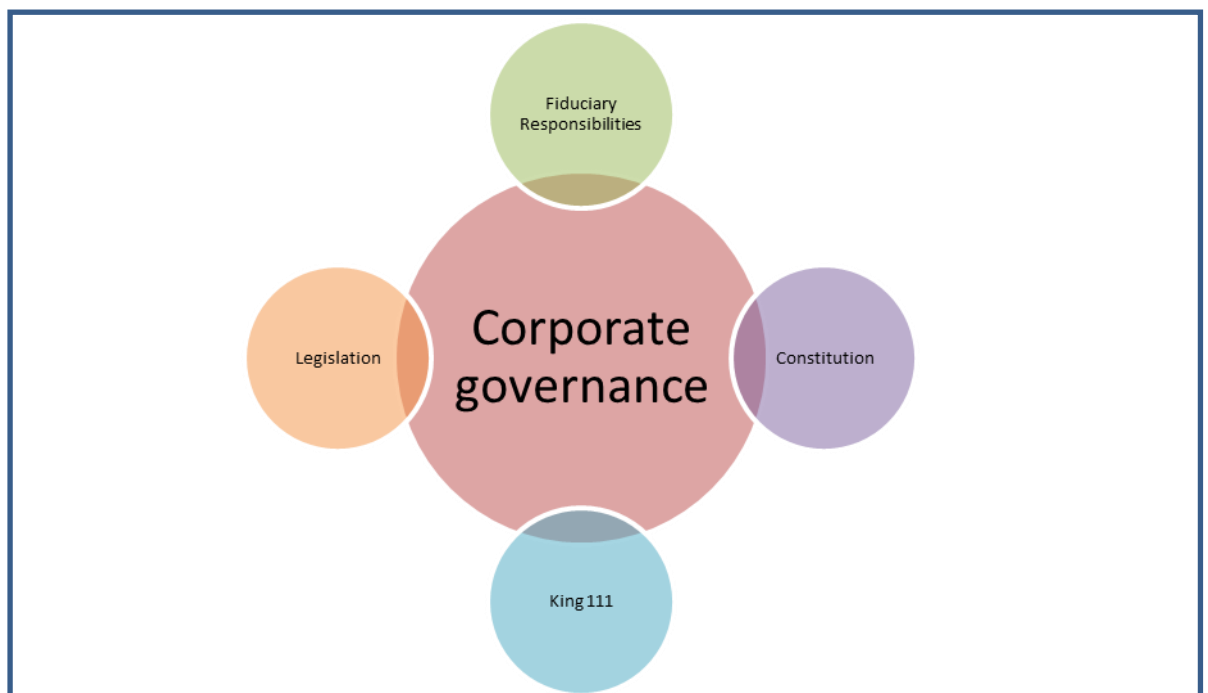 Fiduciary
Responsibilities
Corporate
governance
Legislation
Constitution
King 111